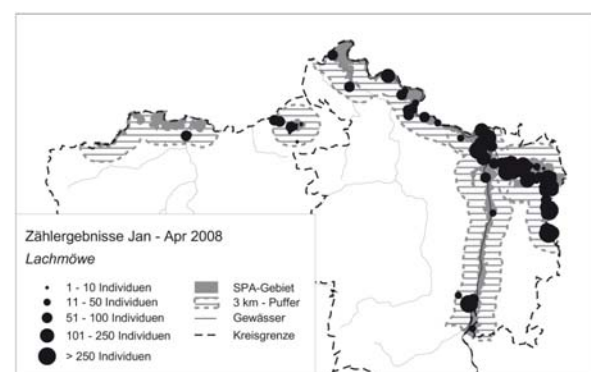 Zählergebnisse Jan - Apr 2008
Lachmöwe
1 - 10 Individuen
11 - 50 Individuen
51 - 100 Individuen
101 - 250 Individuen
> 250 Individuen
SPA-Gebiet
3 km - Puffer
Gewässer
Kreisgrenze